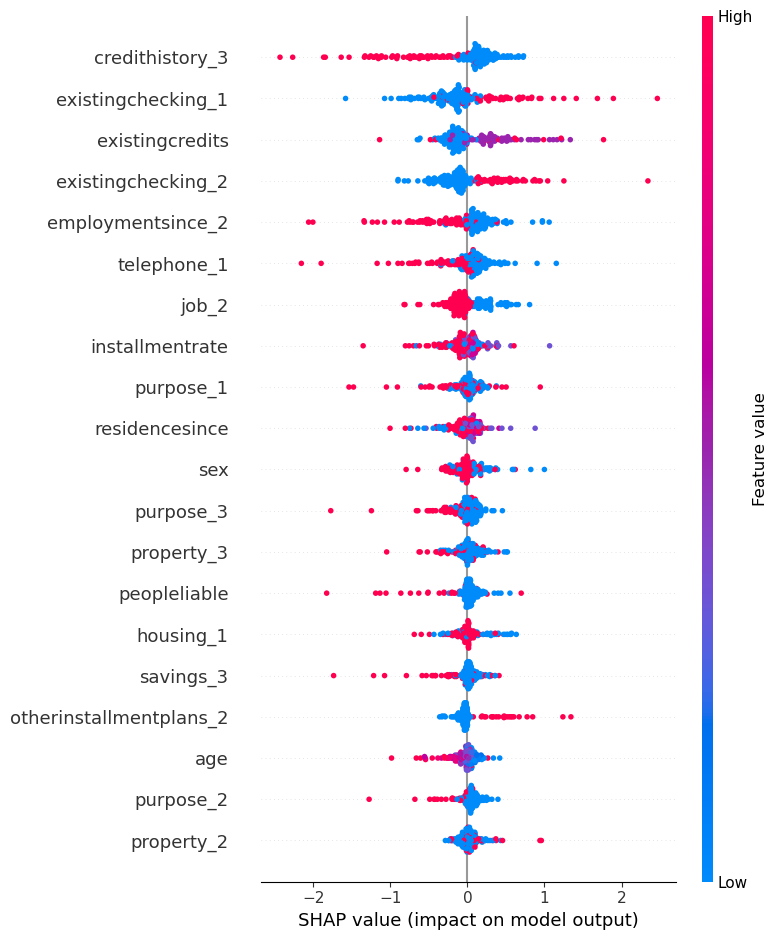 High
credithistory_3
existingchecking_1
existingcredits
existingchecking_2
employmentsince_2
telephone_1
job_2
installmentrate
purpose_1
residencesince
sex
purpose_3
property_3
peopleliable
housing_1
savings_3
otherinstallmentplans_2
age
purpose_2
property_2
Feature value
Low
−2 −1 0 1 2
SHAP value (impact on model output)